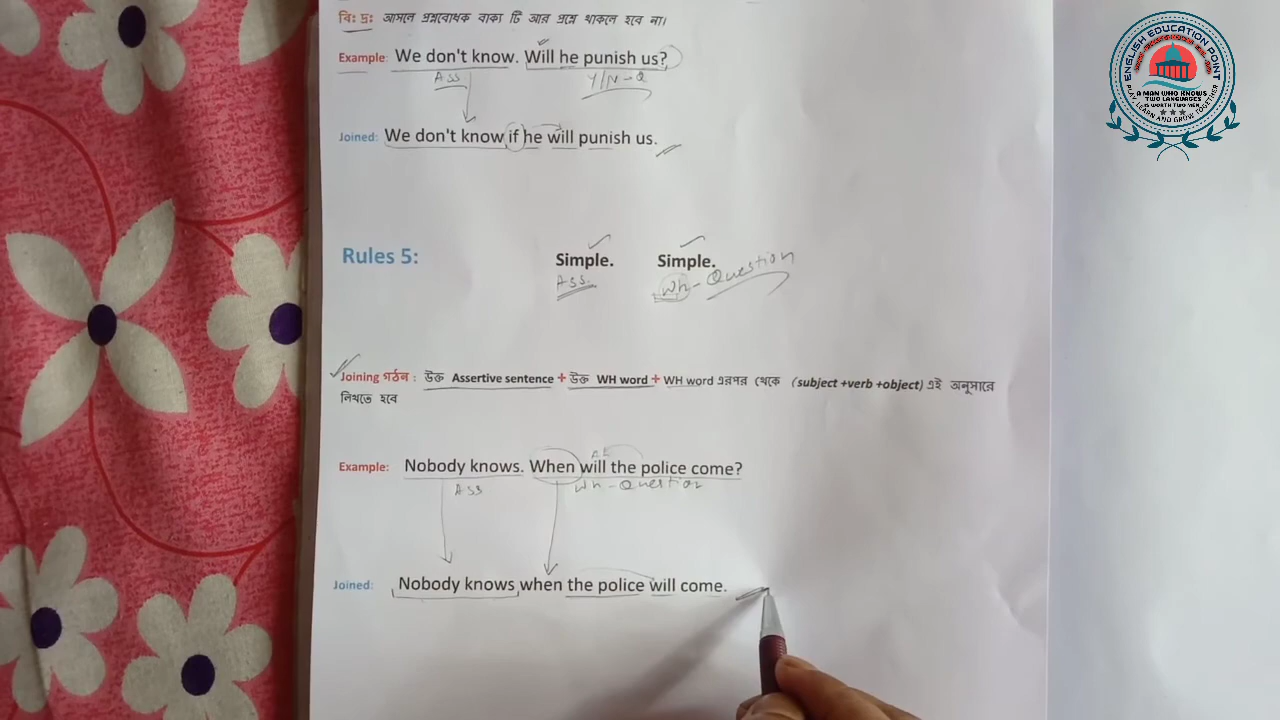 বি: দ্র: আসলে প্রশ্নবোধক বাক্য টি আর প্রশ্নে থাকলে হবে না।
Example: We don't know. Will he punish us?
Ass Y/N-Q
Joined: We don't know if he will punish us.
Rules 5: Simple. Simple.
Ass. Wh-Question
Joining গঠন : উক্ত Assertive sentence + উক্ত WH word + WH word এরপর থেকে (subject +verb +object) এই অনুসারে
লিখতে হবে
Example: Nobody knows. When will the police come?
Ass Wh-Question
Joined: Nobody knows when the police will come.
ENGLISH EDUCATION POINT
A MAN WHO KNOWS
TWO LANGUAGES
IS WORTH TWO MEN
PLAY LEARN AND GROW TOGETHER